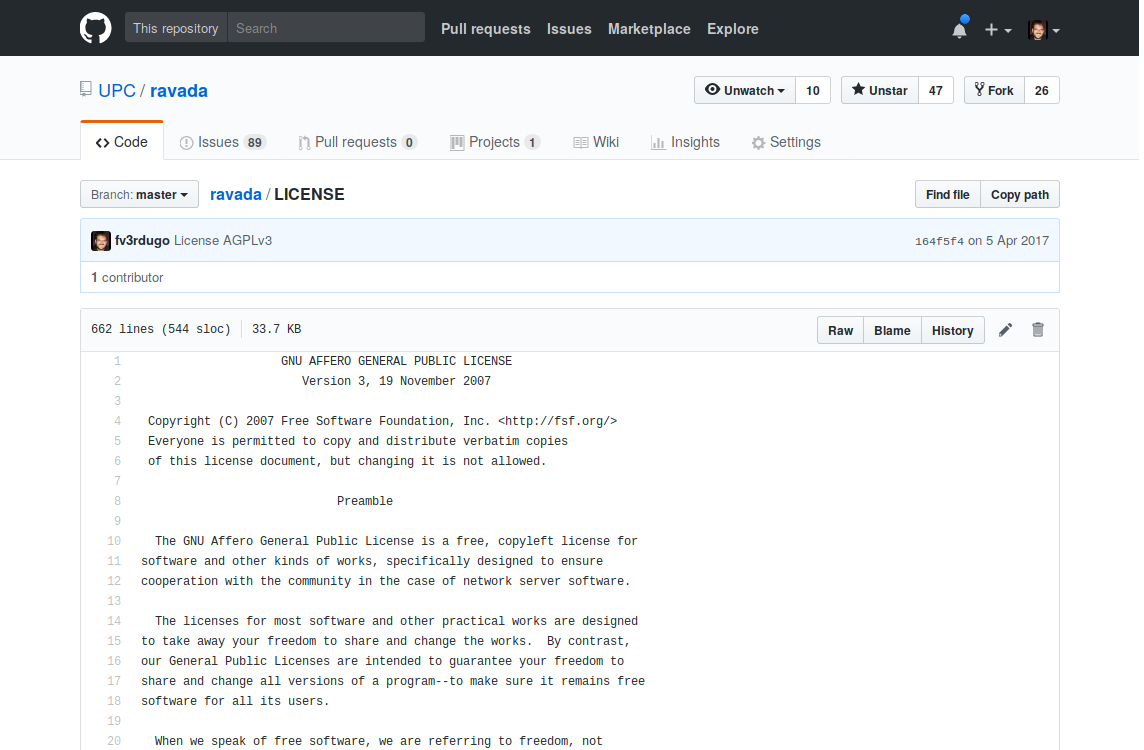 This repository Search Pull requests Issues Marketplace Explore
UPC / ravada Unwatch 10 Unstar 47 Fork 26
Code Issues 89 Pull requests 0 Projects 1 Wiki Insights Settings
Branch: master ravada / LICENSE Find file Copy path
fv3rdugo License AGPLv3 164f5f4 on 5 Apr 2017
1 contributor
662 lines (544 sloc) 33.7 KB Raw Blame History
1 GNU AFFERO GENERAL PUBLIC LICENSE
2 Version 3, 19 November 2007
3
4 Copyright (C) 2007 Free Software Foundation, Inc. <http://fsf.org/>
5 Everyone is permitted to copy and distribute verbatim copies
6 of this license document, but changing it is not allowed.
7
8 Preamble
9
10 The GNU Affero General Public License is a free, copyleft license for
11 software and other kinds of works, specifically designed to ensure
12 cooperation with the community in the case of network server software.
13
14 The licenses for most software and other practical works are designed
15 to take away your freedom to share and change the works.  By contrast,
16 our General Public Licenses are intended to guarantee your freedom to
17 share and change all versions of a program--to make sure it remains free
18 software for all its users.
19
20 When we speak of free software, we are referring to freedom, not